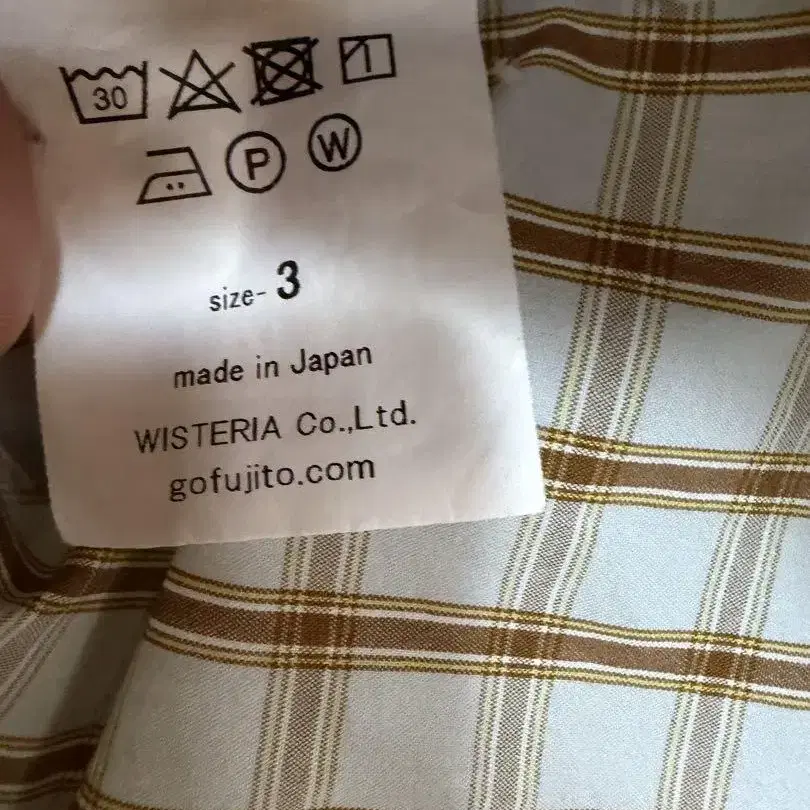 30
P W
size- 3
made in Japan
WISTERIA Co.,Ltd.
gofujito.com